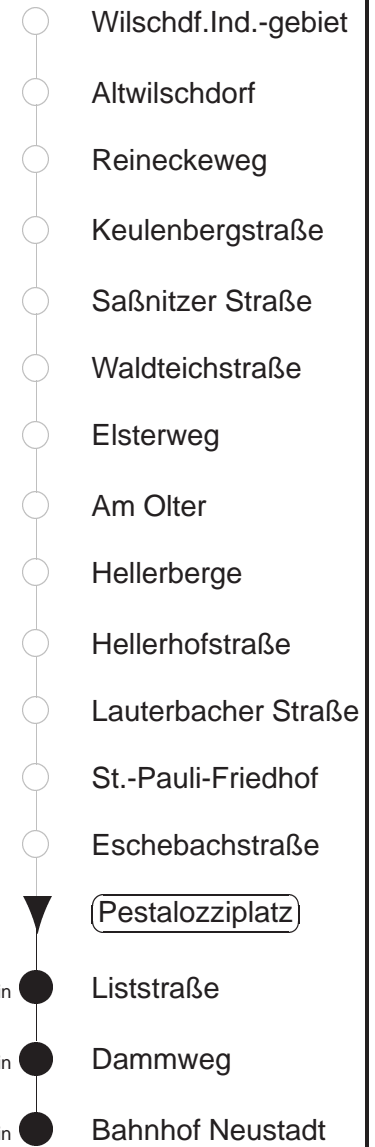 Wilschdf.Ind.-gebiet
Altwilschdorf
Reineckeweg
Keulenbergstraße
Saßnitzer Straße
Waldteichstraße
Elsterweg
Am Olter
Hellerberge
Hellerhofstraße
Lauterbacher Straße
St.-Pauli-Friedhof
Eschebachstraße
Pestalozziplatz
Liststraße
Dammweg
Bahnhof Neustadt